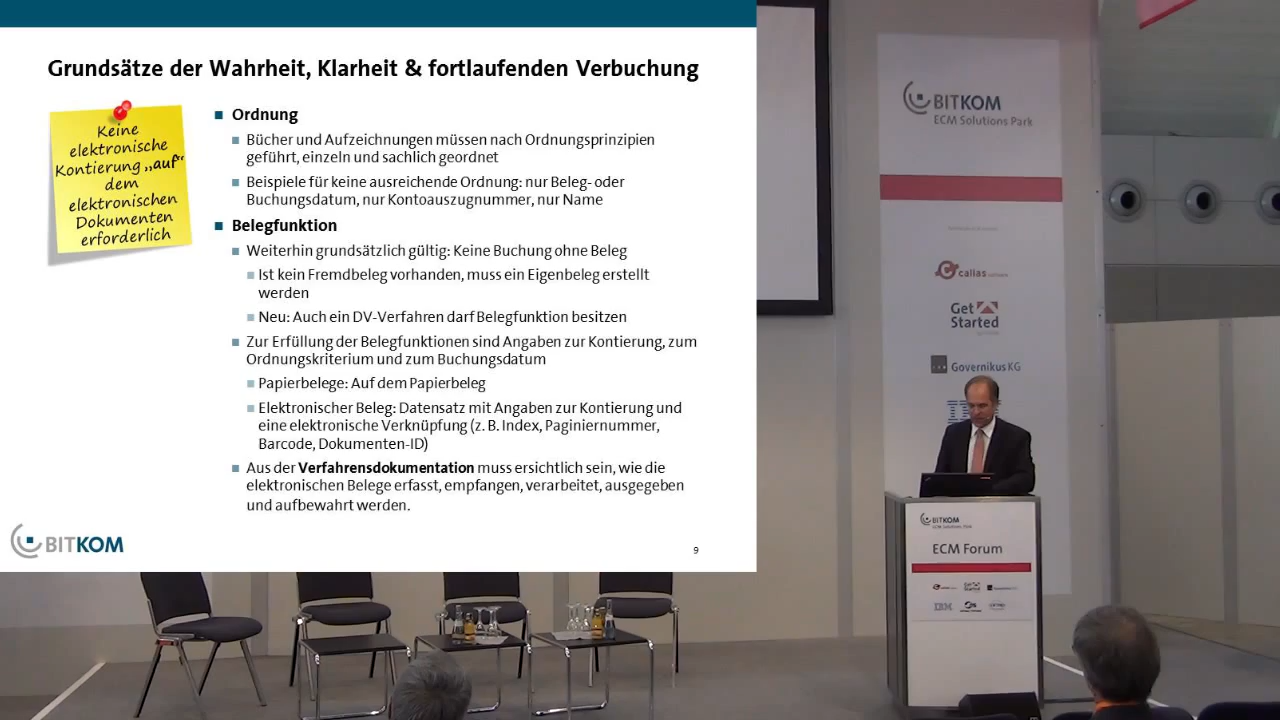 Grundsätze der Wahrheit, Klarheit & fortlaufenden Verbuchung
Keine
elektronische
Kontierung „auf“
dem
elektronischen
Dokumenten
erforderlich
Ordnung
Bücher und Aufzeichnungen müssen nach Ordnungsprinzipien
geführt, einzeln und sachlich geordnet
Beispiele für keine ausreichende Ordnung: nur Beleg- oder
Buchungsdatum, nur Kontoauszugnummer, nur Name
Belegfunktion
Weiterhin grundsätzlich gültig: Keine Buchung ohne Beleg
Ist kein Fremdbeleg vorhanden, muss ein Eigenbeleg erstellt
werden
Neu: Auch ein DV-Verfahren darf Belegfunktion besitzen
Zur Erfüllung der Belegfunktionen sind Angaben zur Kontierung, zum
Ordnungskriterium und zum Buchungsdatum
Papierbelege: Auf dem Papierbeleg
Elektronischer Beleg: Datensatz mit Angaben zur Kontierung und
eine elektronische Verknüpfung (z. B. Index, Paginiernummer,
Barcode, Dokumenten-ID)
Aus der Verfahrensdokumentation muss ersichtlich sein, wie die
elektronischen Belege erfasst, empfangen, verarbeitet, ausgegeben
und aufbewahrt werden.
BITKOM
9
BITKOM
ECM Solutions Park
callas
Get
Started
Governikus KG
IBM
BITKOM
ECM Solutions Park
ECM Forum
IBM